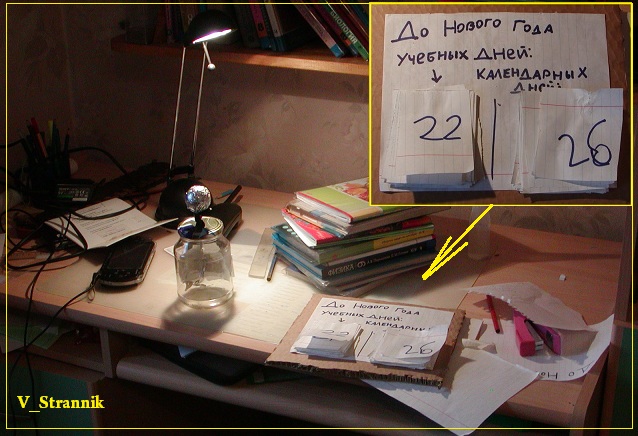 До Нового Года
учебных дней:
↓ календарных
дней:
22 | 26
ФИЗИКА
До Нового Года
учебных дней:
↓ календарных
22 | 26
V_Strannik